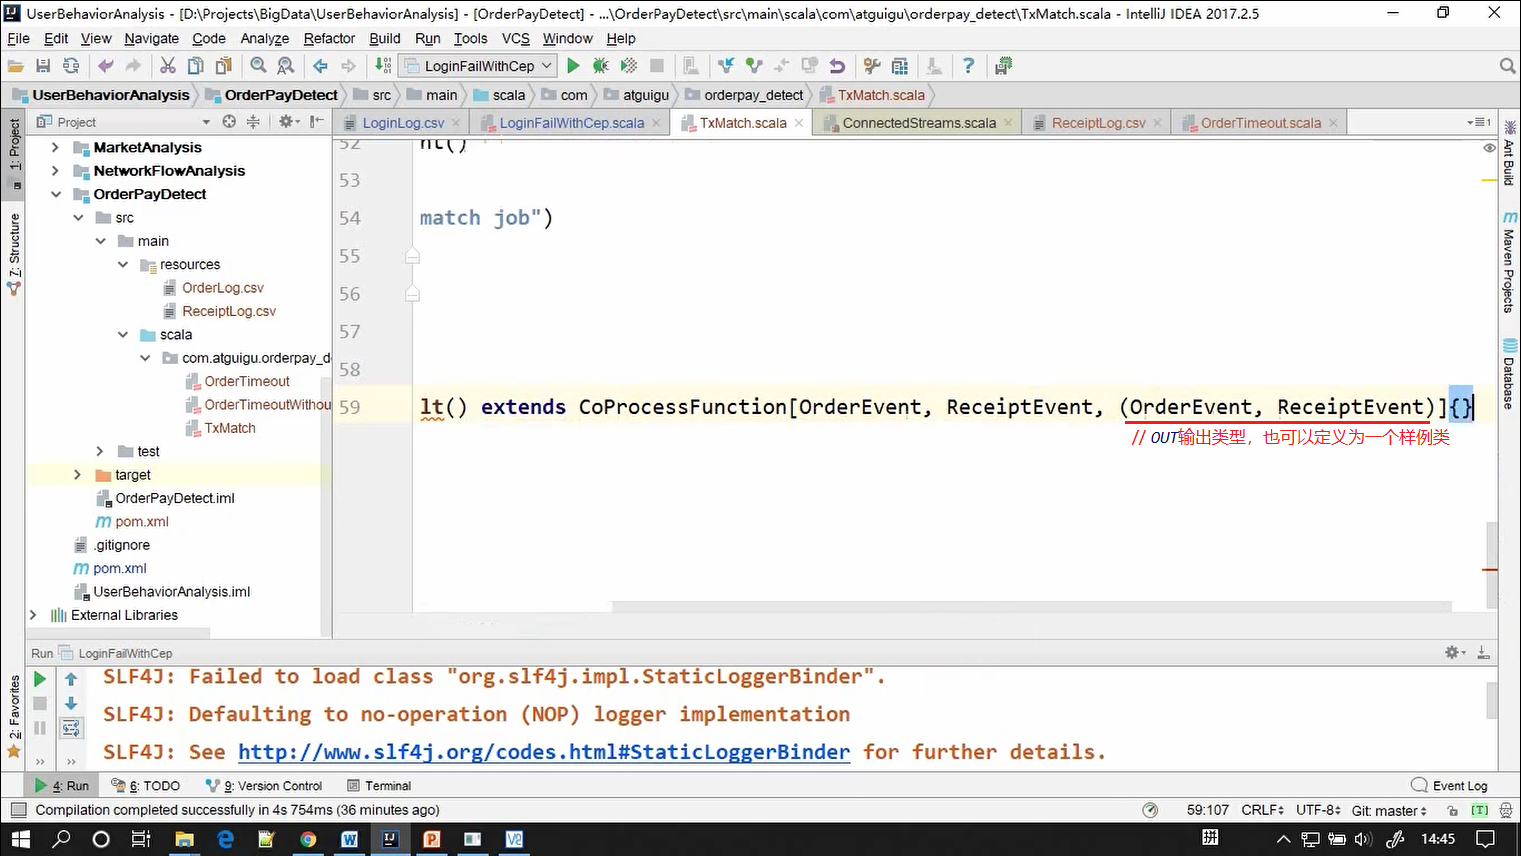 UserBehaviorAnalysis - [D:\Projects\BigData\UserBehaviorAnalysis] - [OrderPayDetect] - ...\OrderPayDetect\src\main\scala\com\atguigu\orderpay_detect\TxMatch.scala - IntelliJ IDEA 2017.2.5
File Edit View Navigate Code Analyze Refactor Build Run Tools VCS Window Help
LoginFailWithCep
UserBehaviorAnalysis OrderPayDetect src main scala com atguigu orderpay_detect TxMatch.scala
Project LoginLog.csv LoginFailWithCep.scala TxMatch.scala ConnectedStreams.scala ReceiptLog.csv OrderTimeout.scala
1: Project
7: Structure
2: Favorites
MarketAnalysis
NetworkFlowAnalysis
OrderPayDetect
src
main
resources
OrderLog.csv
ReceiptLog.csv
scala
com.atguigu.orderpay_d
OrderTimeout
OrderTimeoutWithou
TxMatch
test
target
OrderPayDetect.iml
pom.xml
.gitignore
pom.xml
UserBehaviorAnalysis.iml
External Libraries
52 nt()
53
54 match job")
55
56
57
58
59 lt() extends CoProcessFunction[OrderEvent, ReceiptEvent, (OrderEvent, ReceiptEvent)]{}
// OUT输出类型，也可以定义为一个样例类
Ant Build
Maven Projects
Database
Run LoginFailWithCep
SLF4J: Failed to load class "org.slf4j.impl.StaticLoggerBinder".
SLF4J: Defaulting to no-operation (NOP) logger implementation
SLF4J: See http://www.slf4j.org/codes.html#StaticLoggerBinder for further details.
4: Run 6: TODO 9: Version Control Terminal Event Log
Compilation completed successfully in 4s 754ms (36 minutes ago) 59:107 CRLF UTF-8 Git: master [T]
拼 14:45